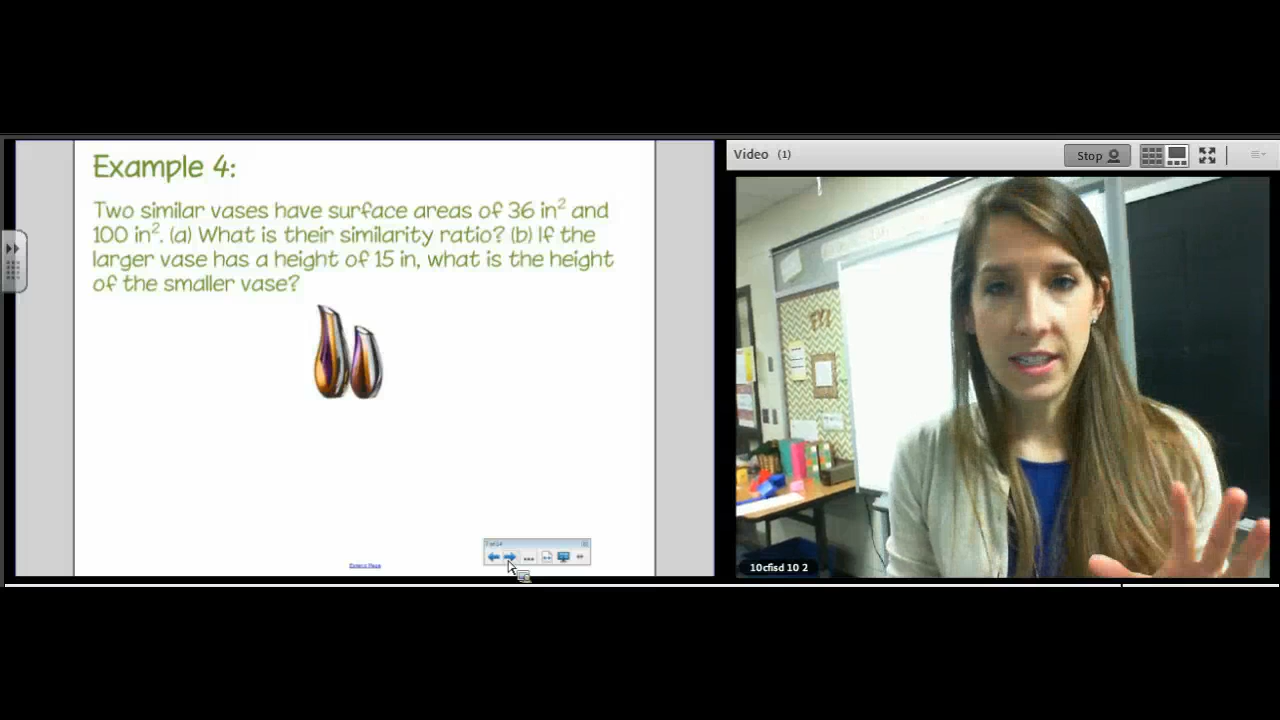 Example 4:
Two similar vases have surface areas of 36 in² and
100 in². (a) What is their similarity ratio? (b) If the
larger vase has a height of 15 in, what is the height
of the smaller vase?
Video (1)
Stop
10cfisd 10 2